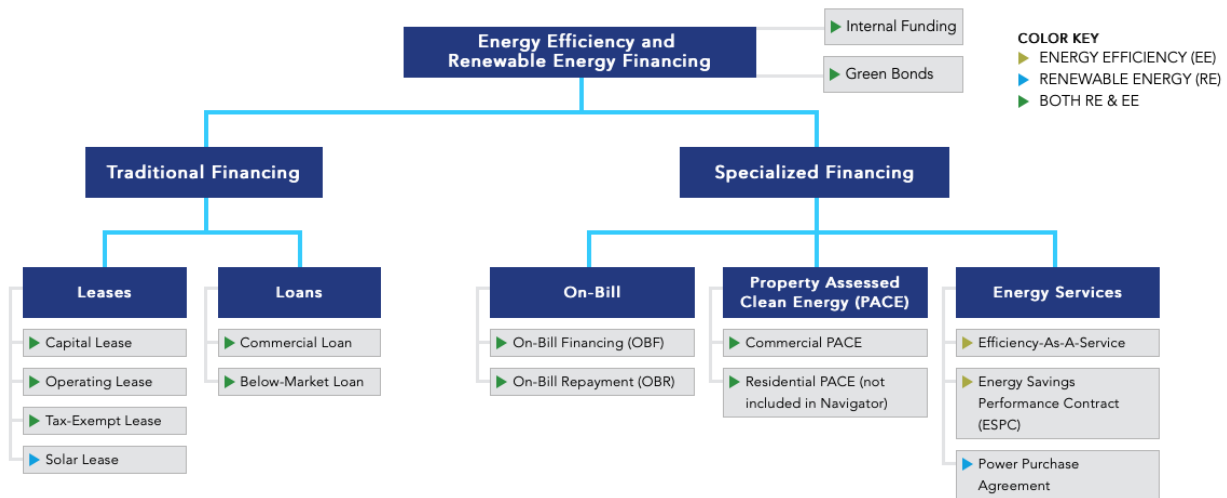 Energy Efficiency and
Renewable Energy Financing
Internal Funding
Green Bonds
COLOR KEY
ENERGY EFFICIENCY (EE)
RENEWABLE ENERGY (RE)
BOTH RE & EE
Traditional Financing
Specialized Financing
Leases
Capital Lease
Operating Lease
Tax-Exempt Lease
Solar Lease
Loans
Commercial Loan
Below-Market Loan
On-Bill
On-Bill Financing (OBF)
On-Bill Repayment (OBR)
Property Assessed
Clean Energy (PACE)
Commercial PACE
Residential PACE (not
included in Navigator)
Energy Services
Efficiency-As-A-Service
Energy Savings
Performance Contract
(ESPC)
Power Purchase
Agreement